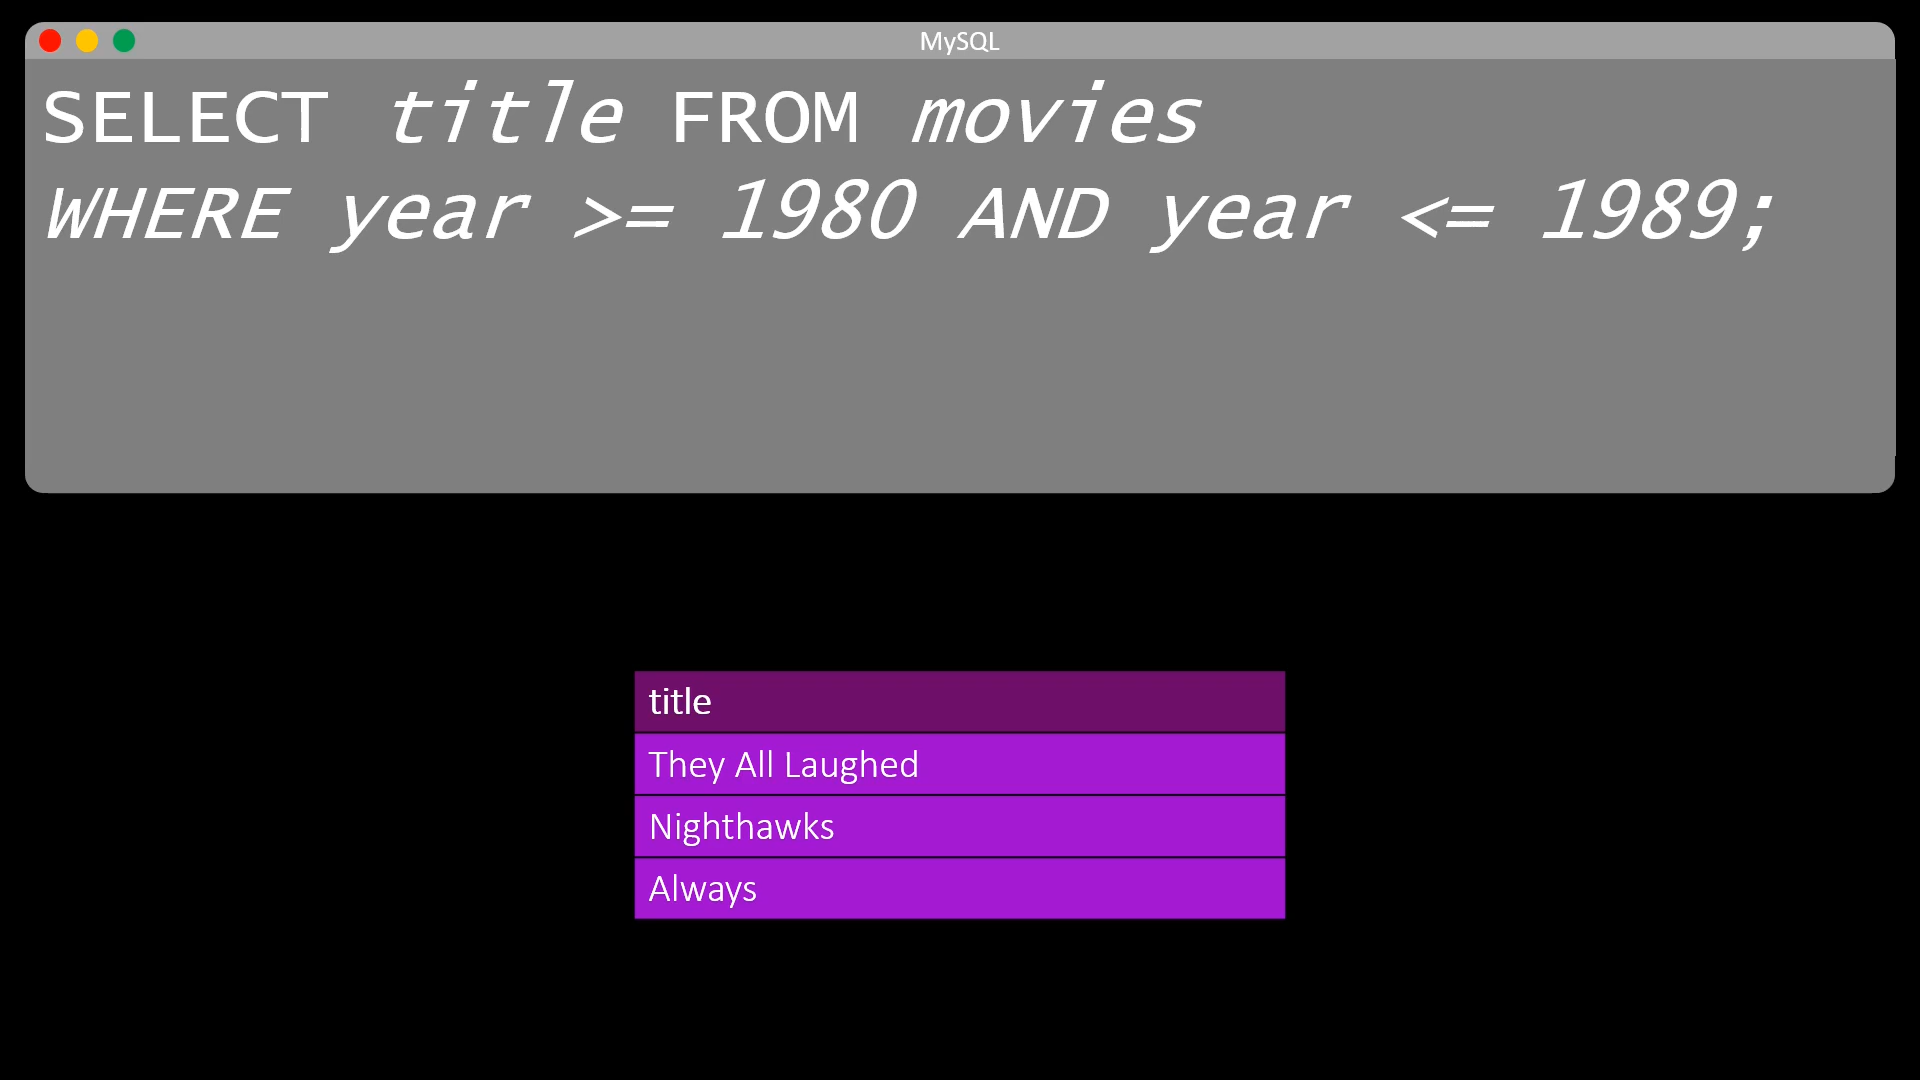 MySQL
SELECT title FROM movies
WHERE year >= 1980 AND year <= 1989;
title
They All Laughed
Nighthawks
Always